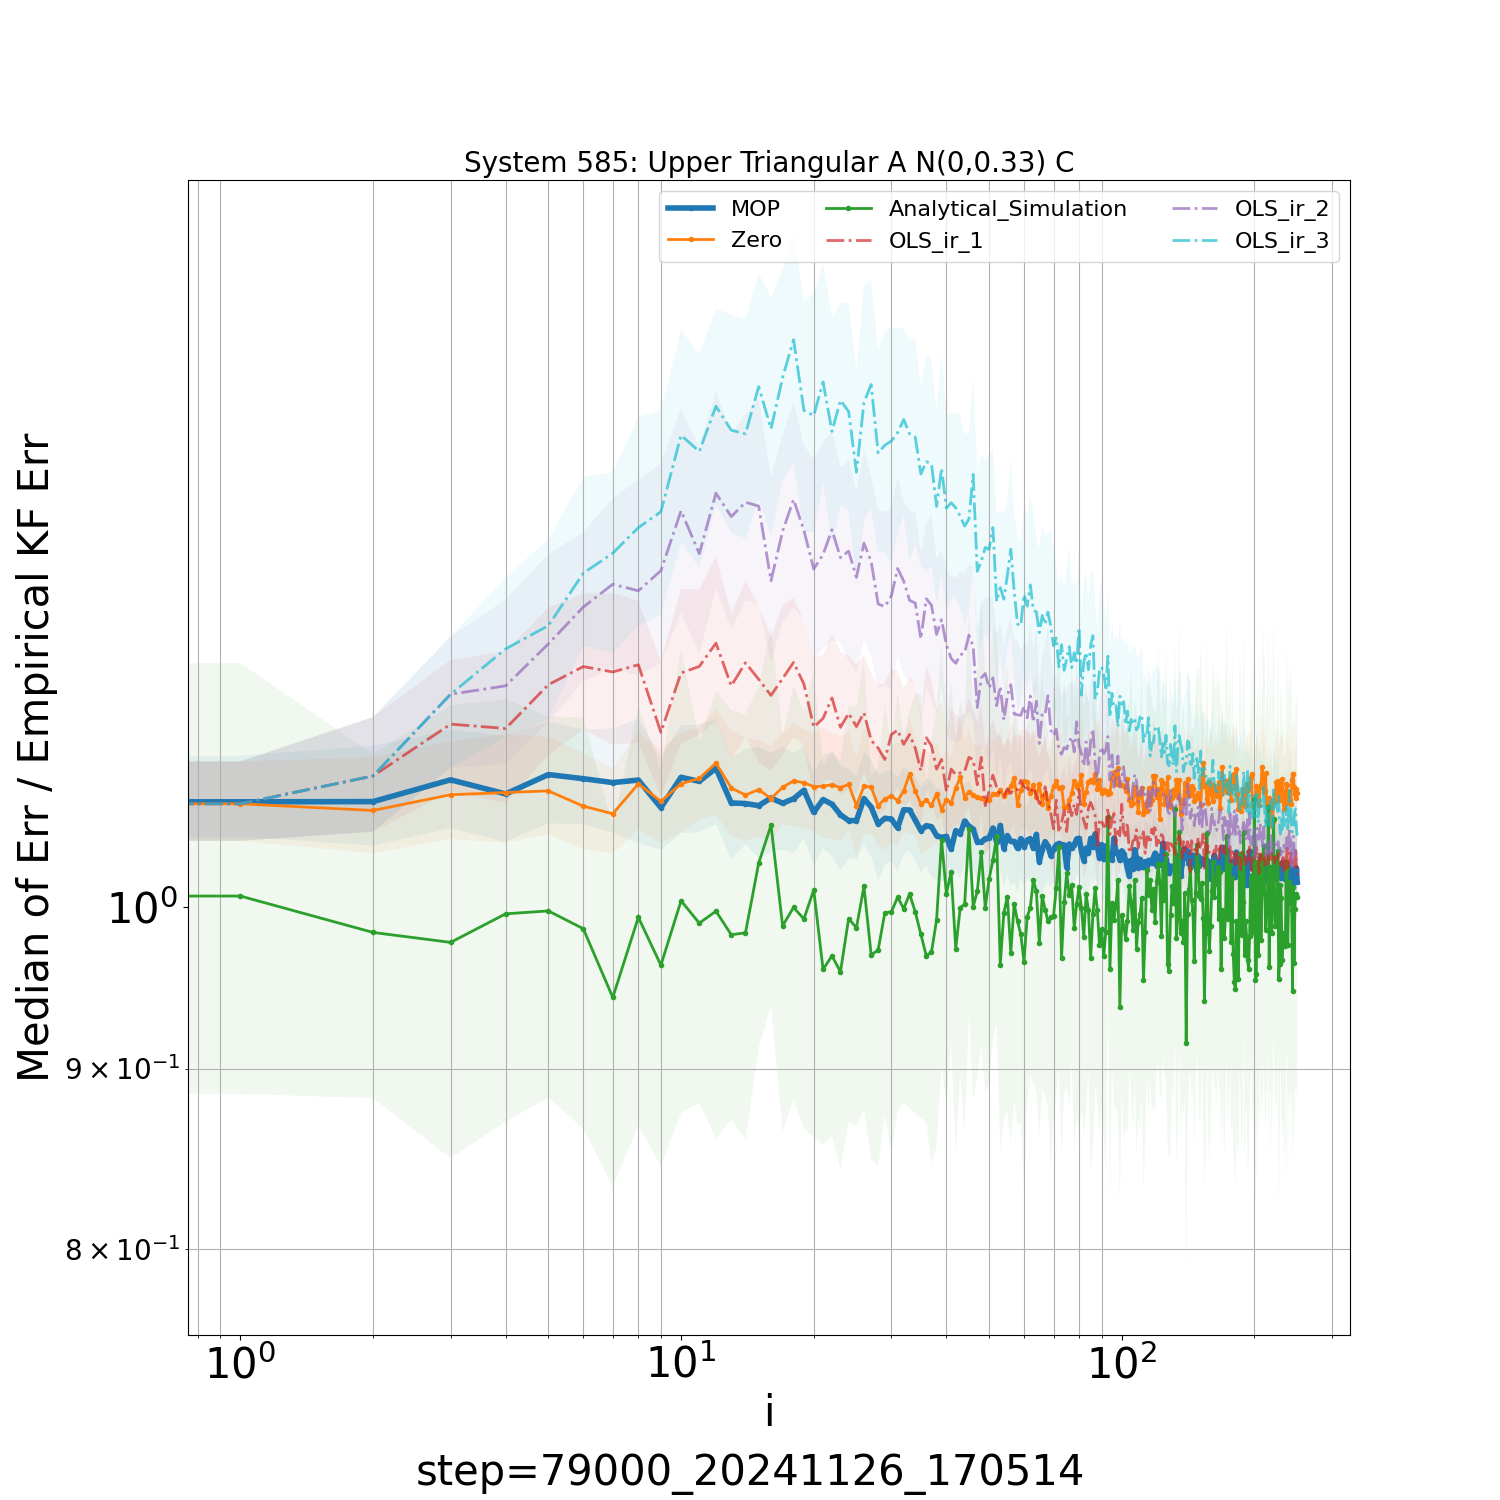 System 585: Upper Triangular A N(0,0.33) C
MOP
Zero
Analytical_Simulation
OLS_ir_1
OLS_ir_2
OLS_ir_3
Median of Err / Empirical KF Err
10⁰
9 × 10⁻¹
8 × 10⁻¹
10⁰ 10¹ 10²
i
step=79000_20241126_170514